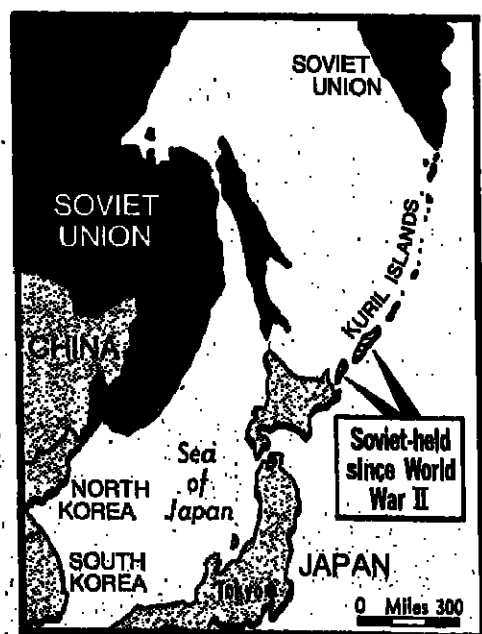 SOVIET
UNION
SOVIET
UNION
KURIL ISLANDS
CHINA
Soviet-held
since World
War II
Sea
of
Japan
NORTH
KOREA
SOUTH
KOREA
JAPAN
Tokyo
0 Miles 300